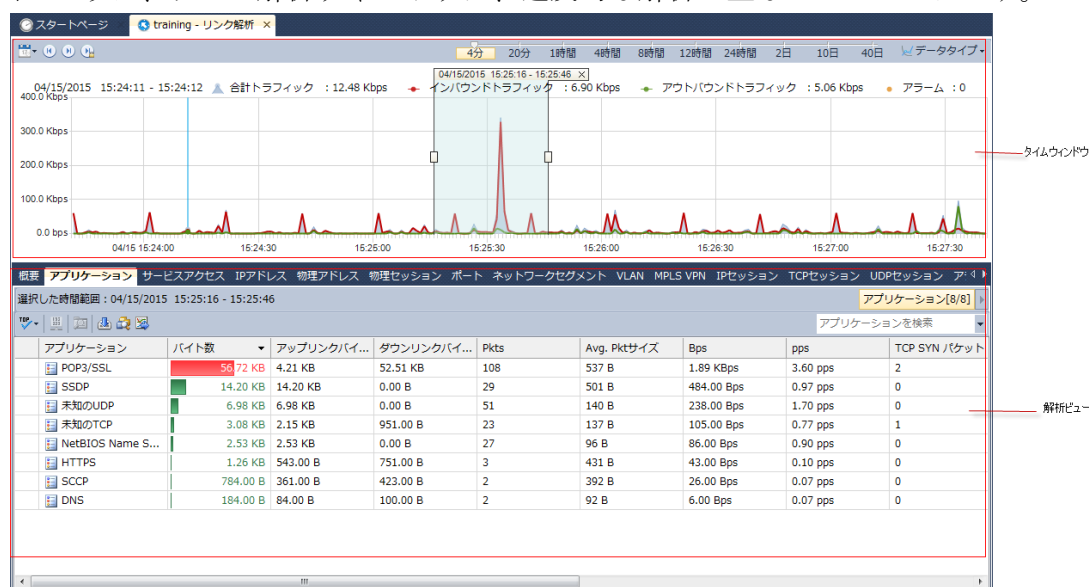 スタートページ training - リンク解析 ×
4分 20分 1時間 4時間 8時間 12時間 24時間 2日 10日 40日 データタイプ
04/15/2015 15:25:16 - 15:25:46 ×
04/15/2015 15:24:11 - 15:24:12 合計トラフィック : 12.48 Kbps インバウンドトラフィック : 6.90 Kbps アウトバウンドトラフィック : 5.06 Kbps アラーム : 0
400.0 Kbps
300.0 Kbps
タイムウィンドウ
200.0 Kbps
100.0 Kbps
0.0 bps
04/15 15:24:00 15:24:30 15:25:00 15:25:30 15:26:00 15:26:30 15:27:00 15:27:30
概要 アプリケーション サービスアクセス IPアドレス 物理アドレス 物理セッション ポート ネットワークセグメント VLAN MPLS VPN IPセッション TCPセッション UDPセッション ア
選択した時間範囲 : 04/15/2015 15:25:16 - 15:25:46 アプリケーション[8/8]
TOP アプリケーションを検索
アプリケーション バイト数 アップリンクバイ... ダウンリンクバイ... Pkts Avg. Pktサイズ Bps pps TCP SYN パケット
POP3/SSL 56.72 KB 4.21 KB 52.51 KB 108 537 B 1.89 KBps 3.60 pps 2
SSDP 14.20 KB 14.20 KB 0.00 B 29 501 B 484.00 Bps 0.97 pps 0
未知のUDP 6.98 KB 6.98 KB 0.00 B 51 140 B 238.00 Bps 1.70 pps 0
解析ビュー
未知のTCP 3.08 KB 2.15 KB 951.00 B 23 137 B 105.00 Bps 0.77 pps 1
NetBIOS Name S... 2.53 KB 2.53 KB 0.00 B 27 96 B 86.00 Bps 0.90 pps 0
HTTPS 1.26 KB 543.00 B 751.00 B 3 431 B 43.00 Bps 0.10 pps 0
SCCP 784.00 B 361.00 B 423.00 B 2 392 B 26.00 Bps 0.07 pps 0
DNS 184.00 B 84.00 B 100.00 B 2 92 B 6.00 Bps 0.07 pps 0